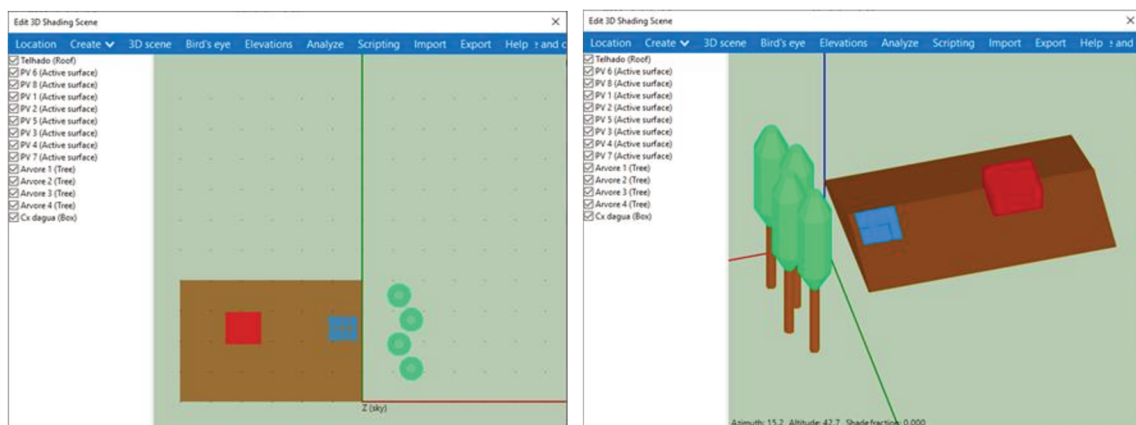 Edit 3D Shading Scene
Location Create 3D scene Bird's eye Elevations Analyze Scripting Import Export Help
Telhado (Roof)
PV 6 (Active surface)
PV 8 (Active surface)
PV 1 (Active surface)
PV 2 (Active surface)
PV 5 (Active surface)
PV 3 (Active surface)
PV 4 (Active surface)
PV 7 (Active surface)
Arvore 1 (Tree)
Arvore 2 (Tree)
Arvore 3 (Tree)
Arvore 4 (Tree)
Cx dagua (Box)
Z (sky)
Edit 3D Shading Scene
Location Create 3D scene Bird's eye Elevations Analyze Scripting Import Export Help
Telhado (Roof)
PV 6 (Active surface)
PV 8 (Active surface)
PV 1 (Active surface)
PV 2 (Active surface)
PV 5 (Active surface)
PV 3 (Active surface)
PV 4 (Active surface)
PV 7 (Active surface)
Arvore 1 (Tree)
Arvore 2 (Tree)
Arvore 3 (Tree)
Arvore 4 (Tree)
Cx dagua (Box)
Azimuth: 15.2 Altitude: 42.7 Shade fraction: 0.000